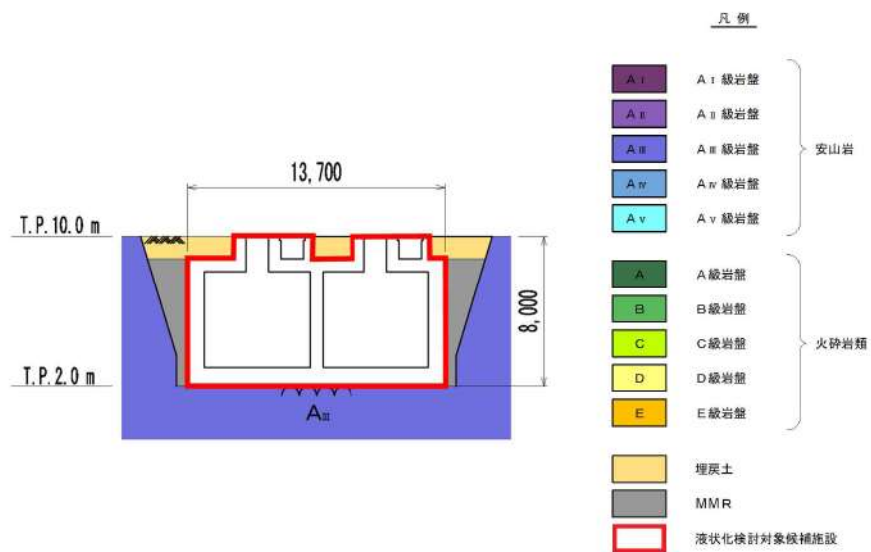 13,700
T.P.10.0 m
8,000
T.P.2.0 m
AⅢ
凡 例
AⅠ AⅠ級岩盤
AⅡ AⅡ級岩盤
AⅢ AⅢ級岩盤
AⅣ AⅣ級岩盤
AⅤ AⅤ級岩盤
安山岩
A A級岩盤
B B級岩盤
C C級岩盤
D D級岩盤
E E級岩盤
火砕岩類
埋戻土
MMR
液状化検討対象候補施設